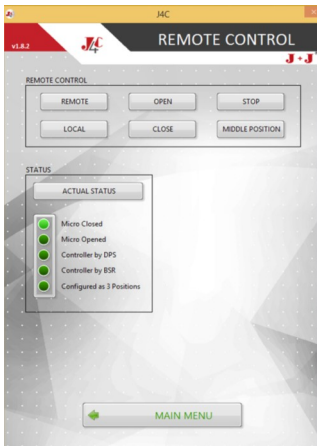 J4C
v1.8.2
J4C
REMOTE CONTROL
J+J
REMOTE CONTROL
REMOTE OPEN STOP
LOCAL CLOSE MIDDLE POSITION
STATUS
ACTUAL STATUS
Micro Closed
Micro Opened
Controller by DPS
Controller by BSR
Configured as 3 Positions
MAIN MENU